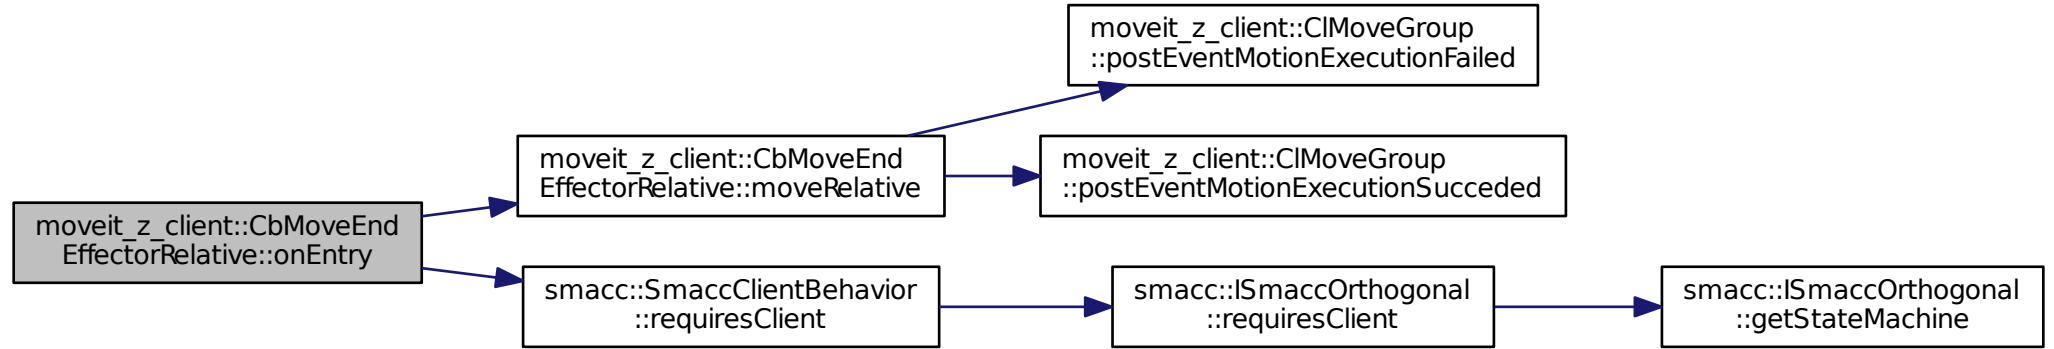 moveit_z_client::ClMoveGroup
::postEventMotionExecutionFailed
moveit_z_client::CbMoveEnd
EffectorRelative::moveRelative
moveit_z_client::ClMoveGroup
::postEventMotionExecutionSucceded
moveit_z_client::CbMoveEnd
EffectorRelative::onEntry
smacc::SmaccClientBehavior
::requiresClient
smacc::ISmaccOrthogonal
::requiresClient
smacc::ISmaccOrthogonal
::getStateMachine